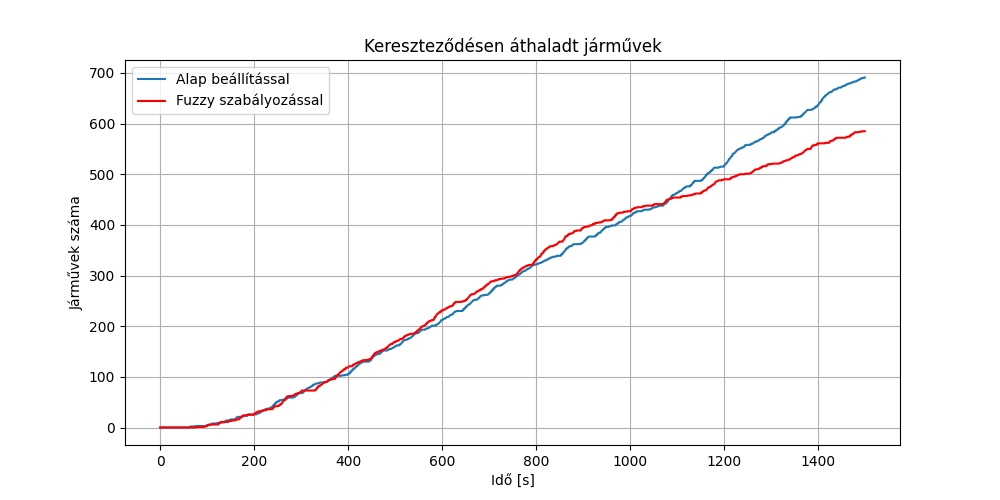 Kereszteződésen áthaladt járművek
Alap beállítással
Fuzzy szabályozással
700
600
500
400
300
200
100
0
Járművek száma
0 200 400 600 800 1000 1200 1400
Idő [s]